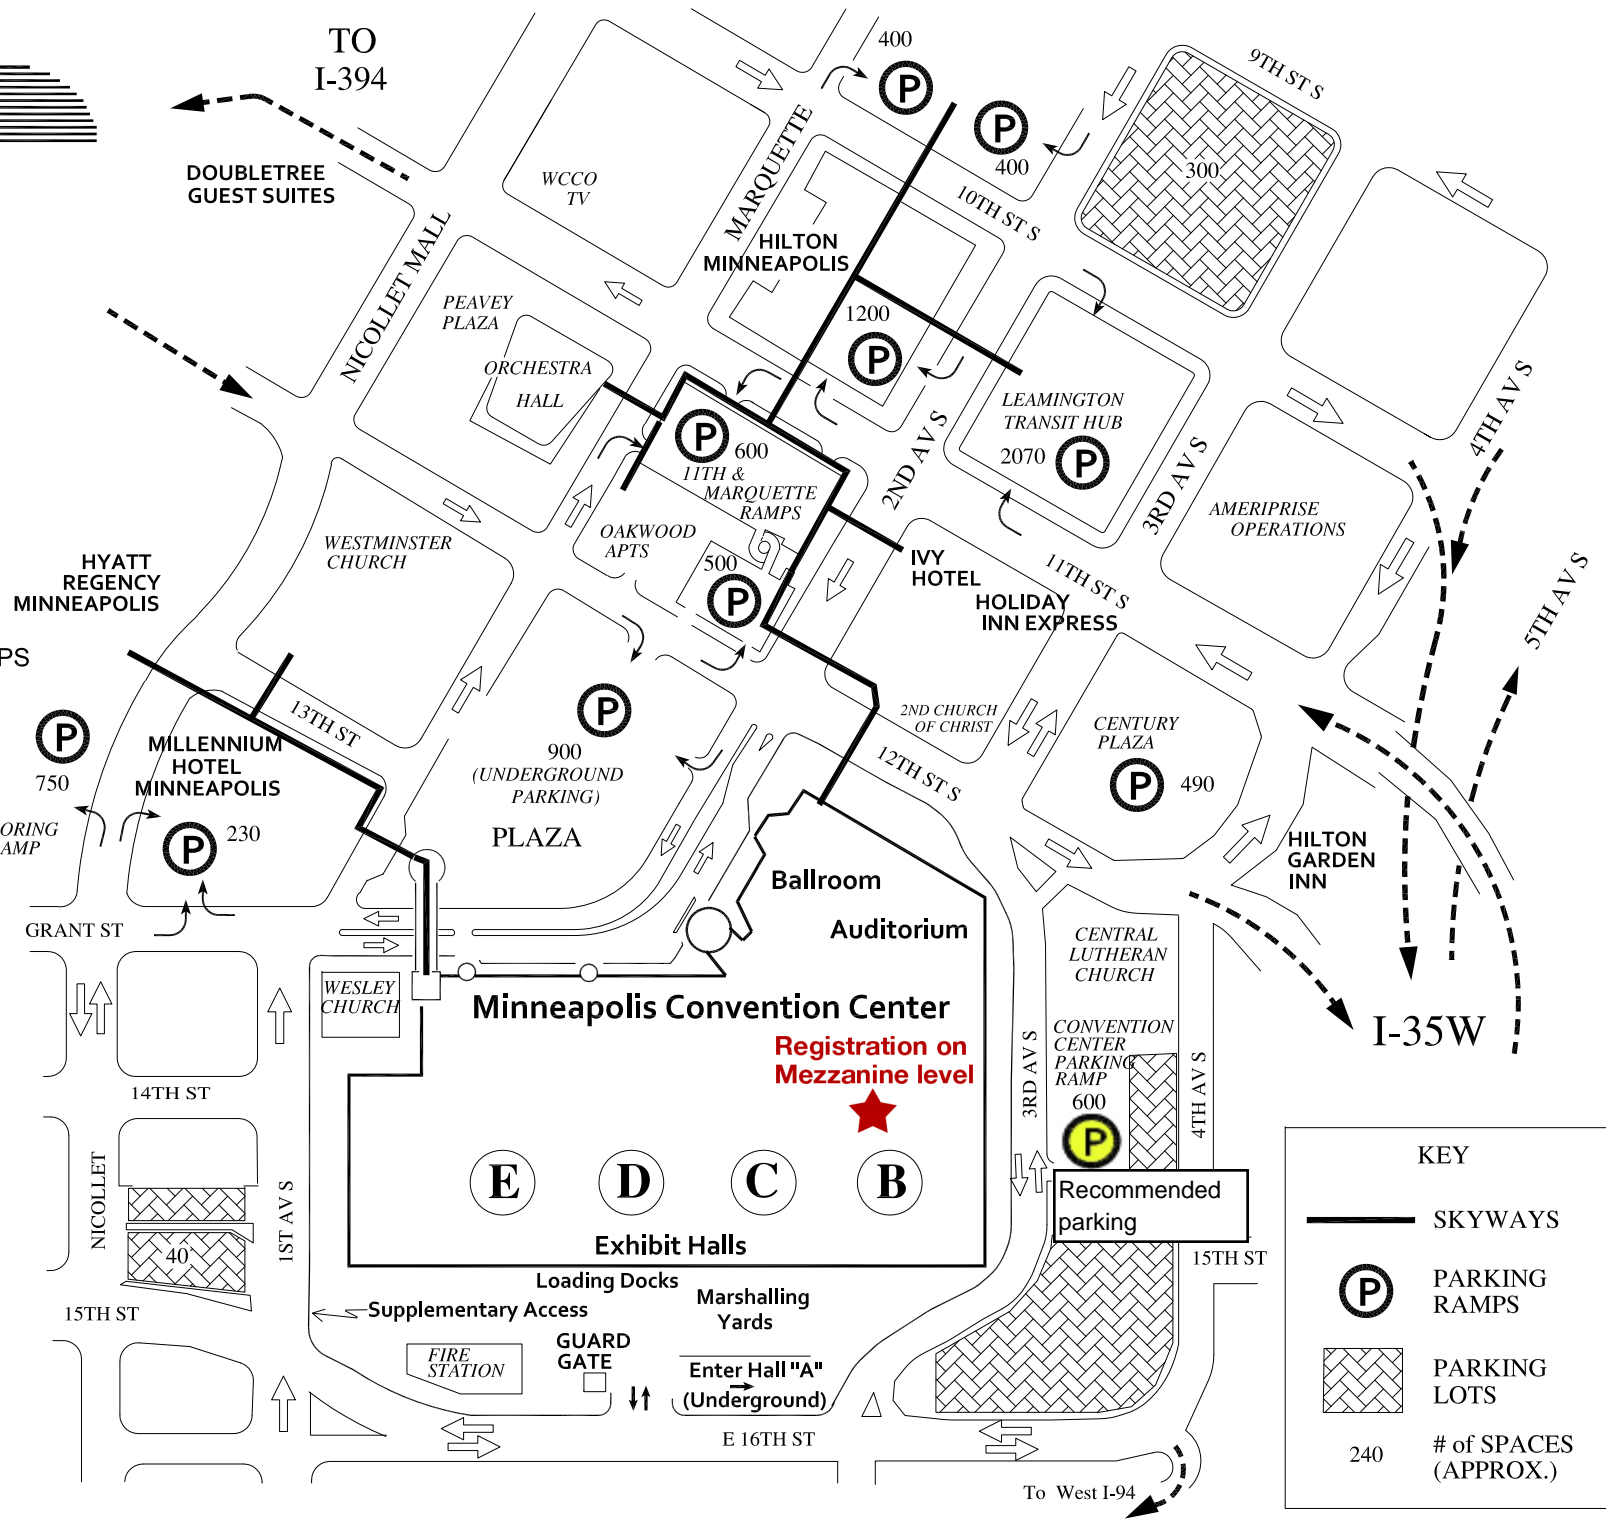 TO
I-394
400
9TH ST S
P
P
400
300
DOUBLETREE
GUEST SUITES
WCCO
TV
MARQUETTE
10TH ST S
NICOLLET MALL
HILTON
MINNEAPOLIS
PEAVEY
PLAZA
1200
P
ORCHESTRA
HALL
LEAMINGTON
TRANSIT HUB
2070
P
4TH AV S
P
600
11TH &
MARQUETTE
RAMPS
2ND AV S
3RD AV S
AMERIPRISE
OPERATIONS
OAKWOOD
APTS
500
P
WESTMINSTER
CHURCH
HYATT
REGENCY
MINNEAPOLIS
IVY
HOTEL
HOLIDAY
INN EXPRESS
11TH ST S
5TH AV S
PS
P
750
13TH ST
P
900
(UNDERGROUND
PARKING)
PLAZA
2ND CHURCH
OF CHRIST
12TH ST S
CENTURY
PLAZA
P
490
MILLENNIUM
HOTEL
MINNEAPOLIS
P
230
ORING
AMP
HILTON
GARDEN
INN
GRANT ST
Ballroom
Auditorium
CENTRAL
LUTHERAN
CHURCH
WESLEY
CHURCH
Minneapolis Convention Center
I-35W
Registration on
Mezzanine level
3RD AV S
CONVENTION
CENTER
PARKING
RAMP
600
P
4TH AV S
14TH ST
NICOLLET
1ST AV S
E
D
C
B
Recommended
parking
Exhibit Halls
40
15TH ST
15TH ST
Loading Docks
Supplementary Access
Marshalling
Yards
GUARD
GATE
FIRE
STATION
Enter Hall "A"
(Underground)
E 16TH ST
To West I-94
KEY
SKYWAYS
P
PARKING
RAMPS
PARKING
LOTS
240
# of SPACES
(APPROX.)